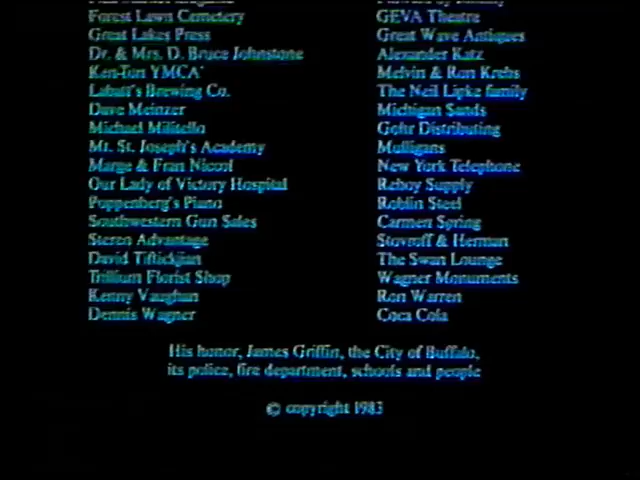 Forest Lawn Cemetery
Great Lakes Press
Dr. & Mrs. D. Bruce Johnstone
Ken-Ton YMCA
Labatt's Brewing Co.
Dave Meinzer
Michael Militello
Mt. St. Joseph's Academy
Marge & Fran Nicool
Our Lady of Victory Hospital
Poppenberg's Piano
Southwestern Gun Sales
Stereo Advantage
David Tiftickjian
Trillium Florist Shop
Kenny Vaughan
Dennis Wagner
GEVA Theatre
Great Wave Antiques
Alexander Katz
Melvin & Ron Krebs
The Neil Lipke family
Michigan Sands
Gohr Distributing
Mulligans
New York Telephone
Reboy Supply
Roblin Steel
Carmen Spring
Stovroff & Herman
The Swan Lounge
Wagner Monuments
Ron Warren
Coca Cola
His honor, James Griffin, the City of Buffalo,
its police, fire department, schools and people
© copyright 1983